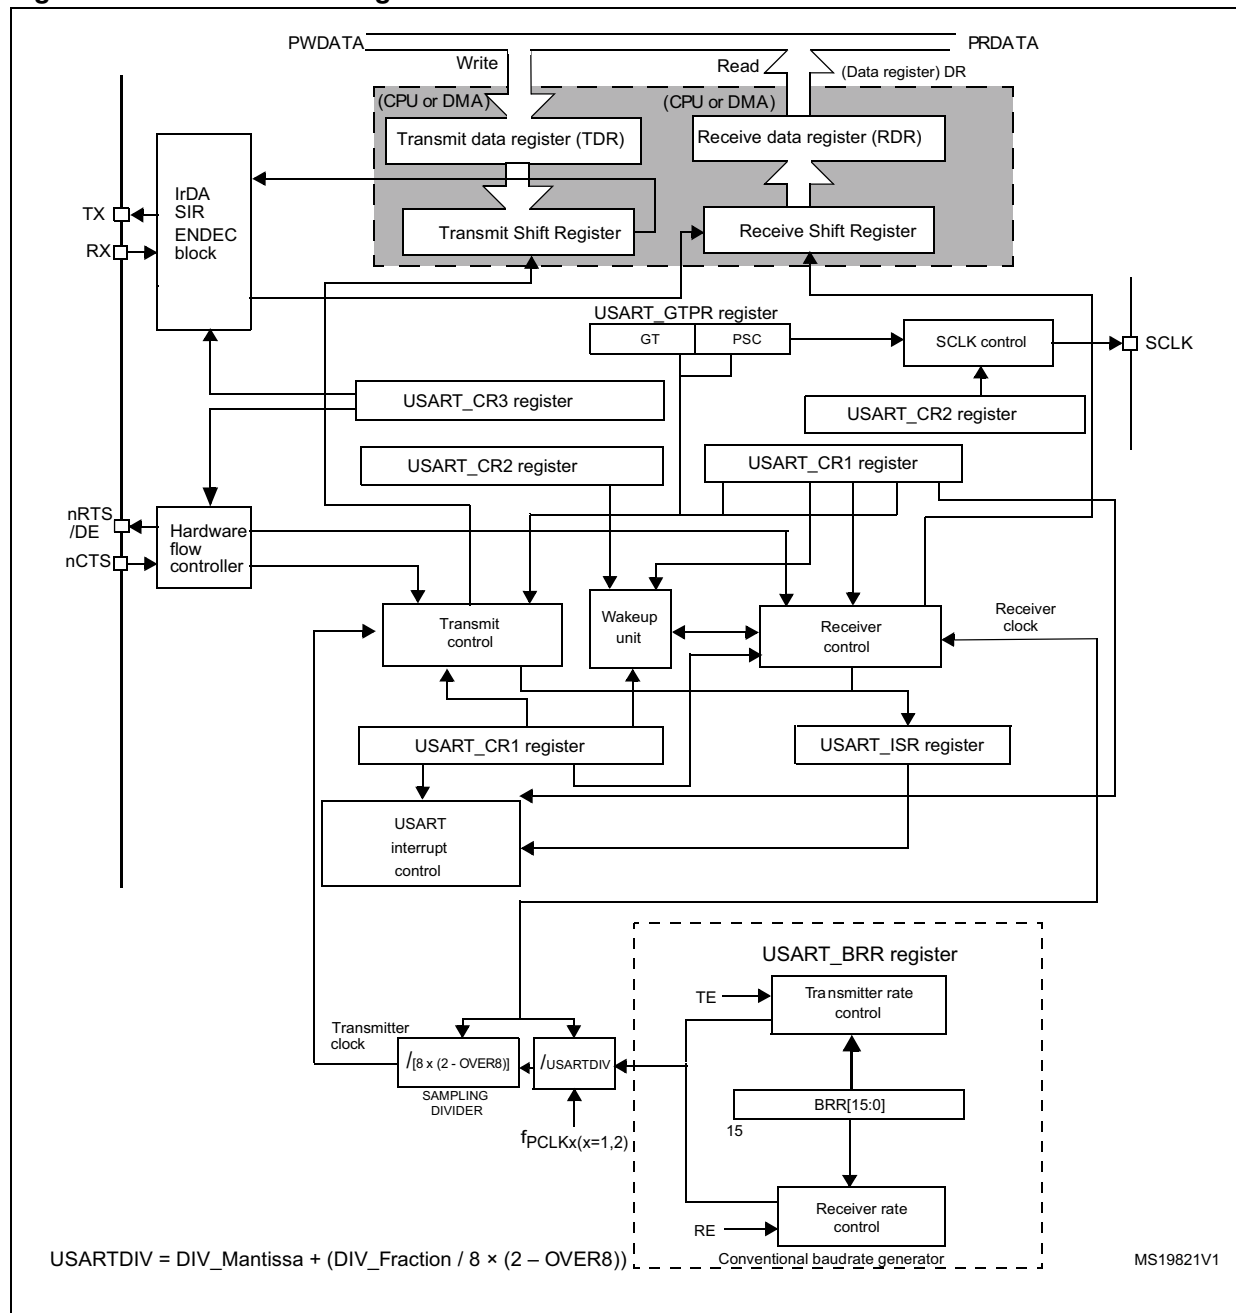 PWDATA
PRDATA
Write
Read
(Data register) DR
(CPU or DMA)
(CPU or DMA)
Transmit data register (TDR)
Receive data register (RDR)
IrDA
SIR
ENDEC
block
TX
RX
Transmit Shift Register
Receive Shift Register
USART_GTPR register
GT
PSC
SCLK control
SCLK
USART_CR3 register
USART_CR2 register
USART_CR2 register
USART_CR1 register
nRTS
/DE
nCTS
Hardware
flow
controller
Transmit
control
Wakeup
unit
Receiver
control
Receiver
clock
USART_CR1 register
USART_ISR register
USART
interrupt
control
USART_BRR register
TE
Transmitter rate
control
Transmitter
clock
/[8 x (2 - OVER8)]
/USARTDIV
SAMPLING
DIVIDER
fPCLKx(x=1,2)
BRR[15:0]
15
Receiver rate
control
RE
Conventional baudrate generator
USARTDIV = DIV_Mantissa + (DIV_Fraction / 8 × (2 – OVER8))
MS19821V1